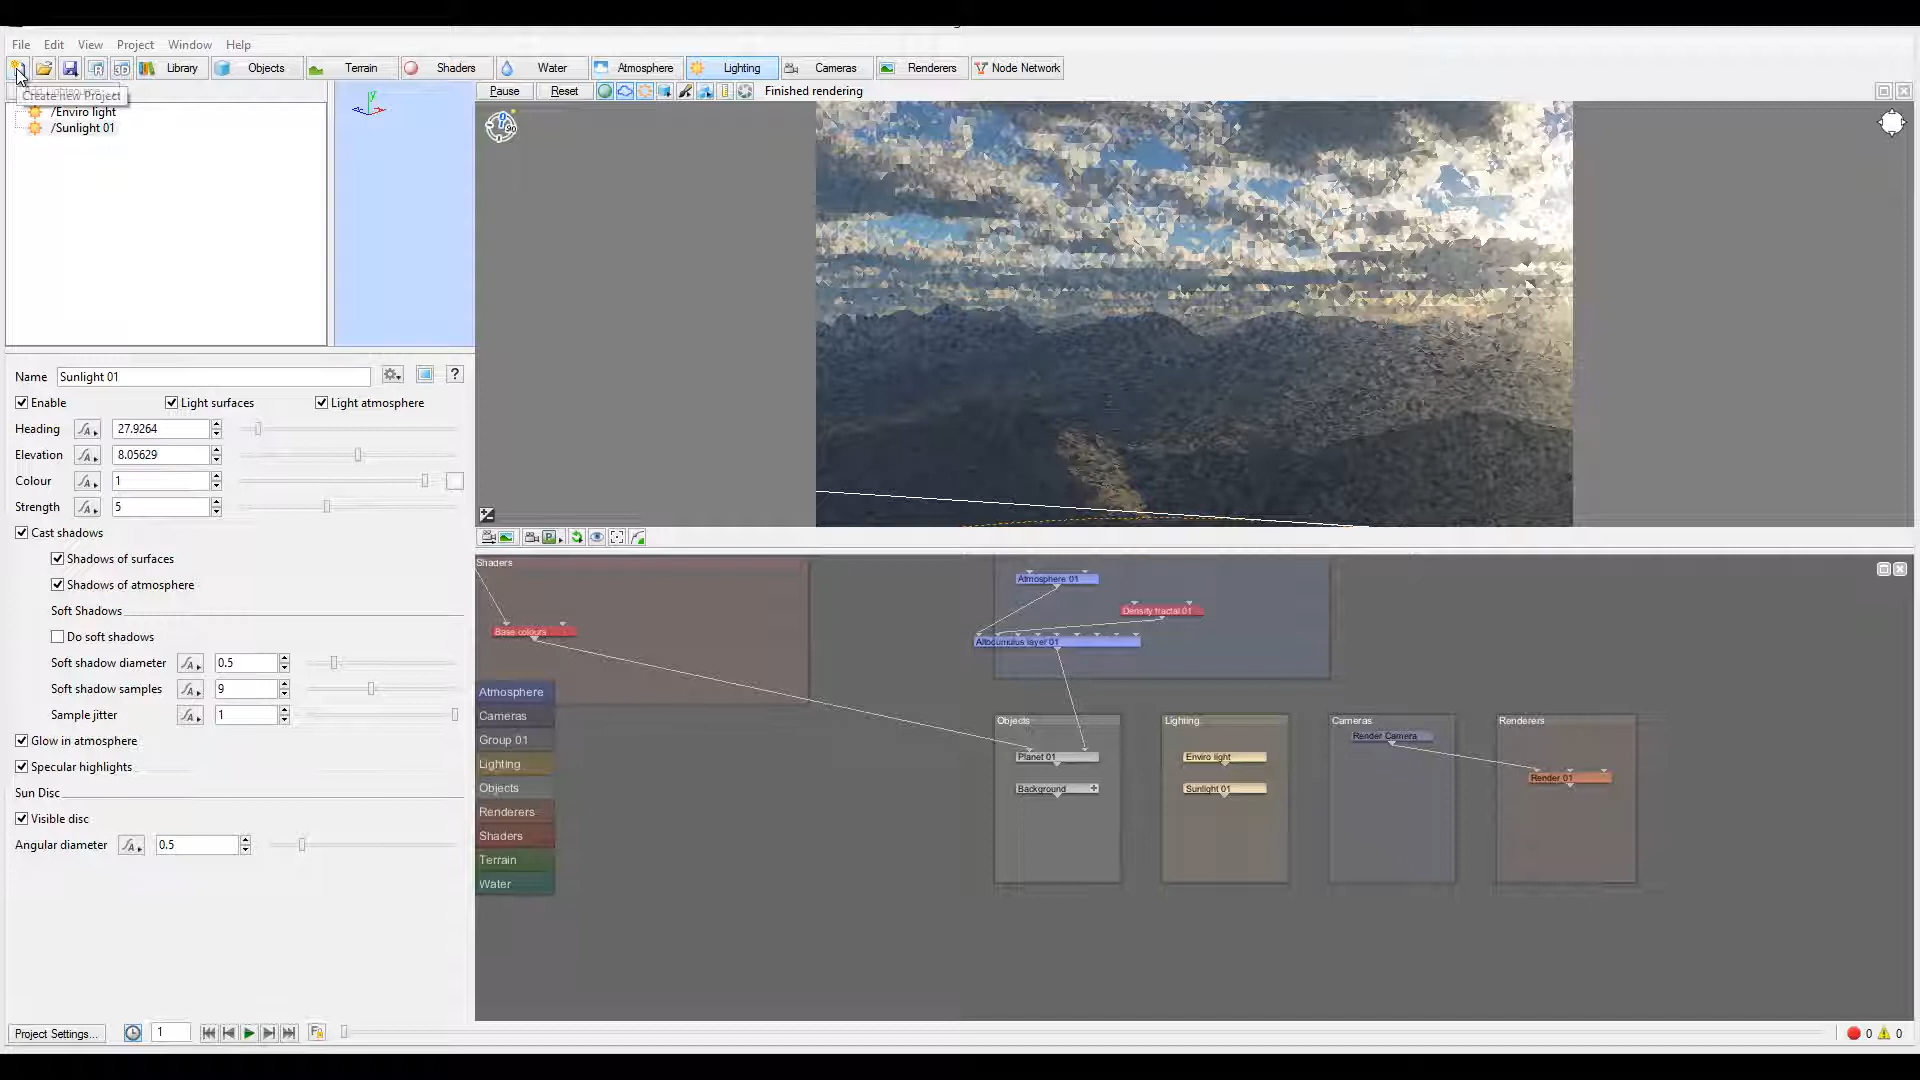 File Edit View Project Window Help
Library Objects Terrain Shaders Water Atmosphere Lighting Cameras Renderers Node Network
Create new Project
Pause Reset Finished rendering
/Enviro light
/Sunlight 01
Name Sunlight 01 ?
Enable Light surfaces Light atmosphere
Heading 27.9264
Elevation 8.05629
Colour 1
Strength 5
Cast shadows
Shadows of surfaces
Shadows of atmosphere
Soft Shadows
Do soft shadows
Soft shadow diameter 0.5
Soft shadow samples 9
Sample jitter 1
Glow in atmosphere
Specular highlights
Sun Disc
Visible disc
Angular diameter 0.5
Shaders
Base colours
Atmosphere 01
Density fractal 01
Altocumulus layer 01
Atmosphere
Cameras
Group 01
Lighting
Objects
Renderers
Shaders
Terrain
Water
Objects
Planet 01
Background +
Lighting
Enviro light
Sunlight 01
Cameras
Render Camera
Renderers
Render 01
Project Settings... 1 0 0